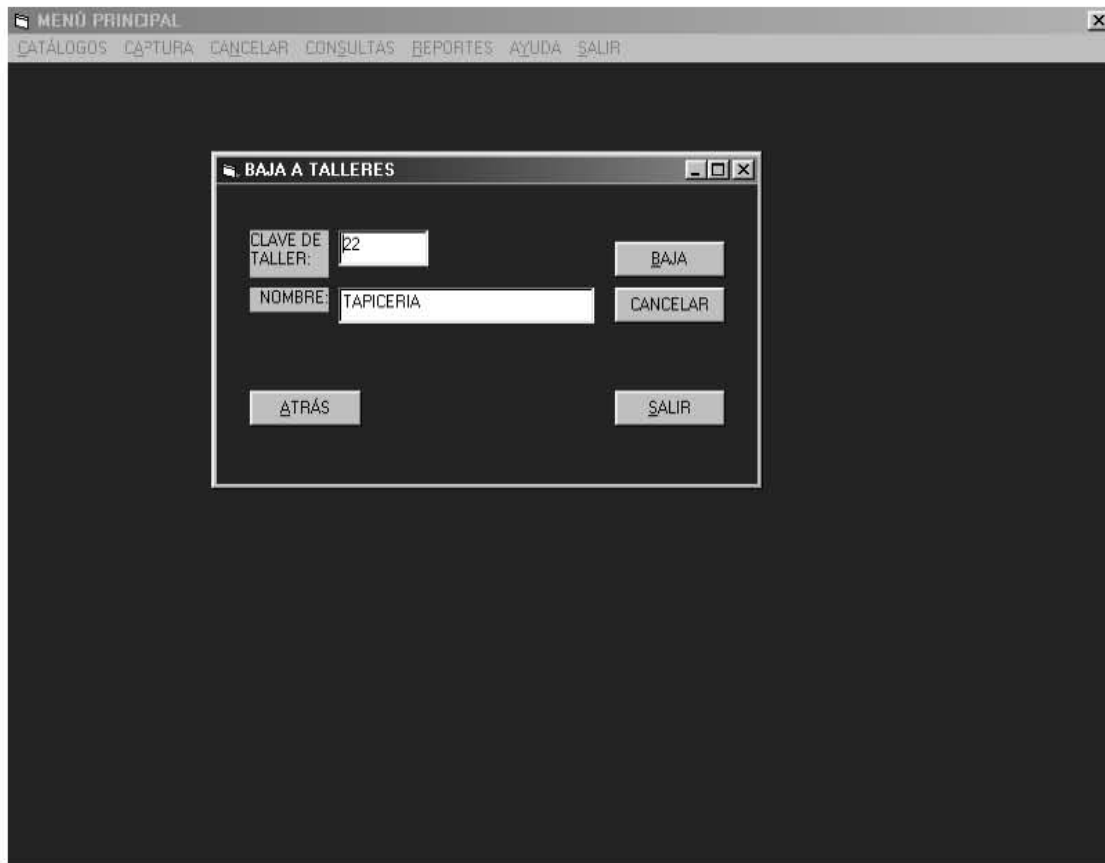 MENÚ PRINCIPAL
CATÁLOGOS CAPTURA CANCELAR CONSULTAS REPORTES AYUDA SALIR
BAJA A TALLERES
CLAVE DE
TALLER:
22
BAJA
NOMBRE:
TAPICERIA
CANCELAR
ATRÁS
SALIR